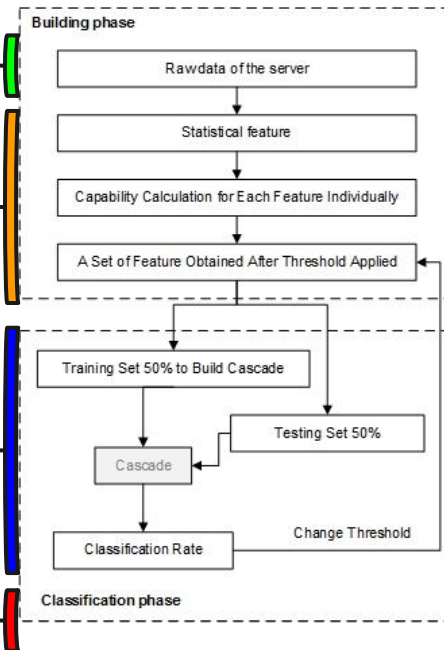 Building phase
Rawdata of the server
Statistical feature
Capability Calculation for Each Feature Individually
A Set of Feature Obtained After Threshold Applied
Training Set 50% to Build Cascade
Testing Set 50%
Cascade
Change Threshold
Classification Rate
Classification phase